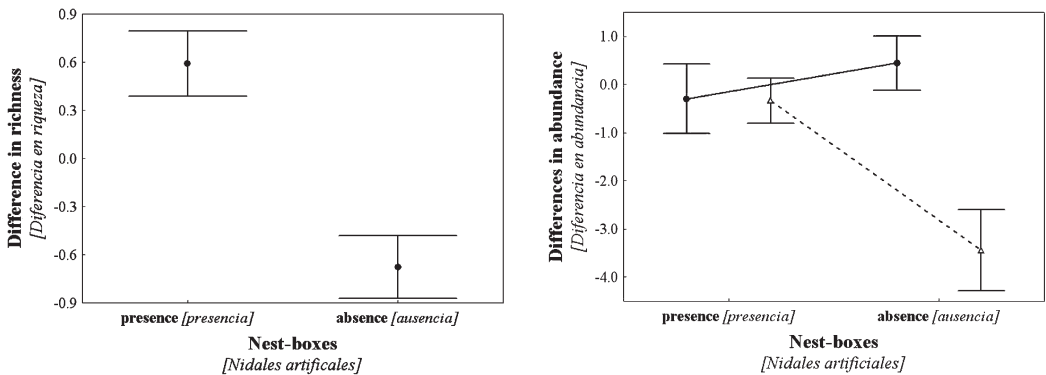 Difference in richness
[Diferencia en riqueza]
0.9
0.6
0.3
0.0
-0.3
-0.6
-0.9
presence [presencia]
absence [ausencia]
Nest-boxes
[Nidales artificales]
Differences in abundance
[Diferencia en abundancia]
1.0
0.0
-1.0
-2.0
-3.0
-4.0
presence [presencia]
absence [ausencia]
Nest-boxes
[Nidales artificiales]